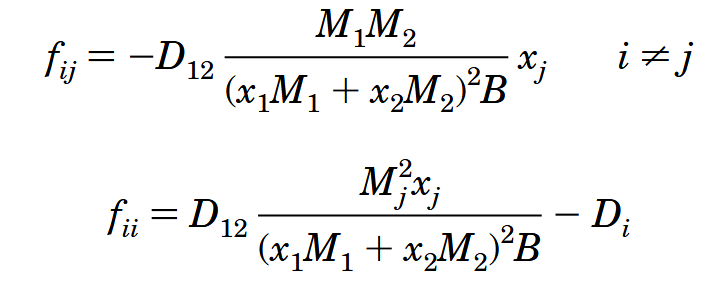 f_{ij} = -D_{12} \frac{M_1 M_2}{(x_1 M_1 + x_2 M_2)^2 B} x_j \quad i \neq j
f_{ii} = D_{12} \frac{M_j^2 x_j}{(x_1 M_1 + x_2 M_2)^2 B} - D_i